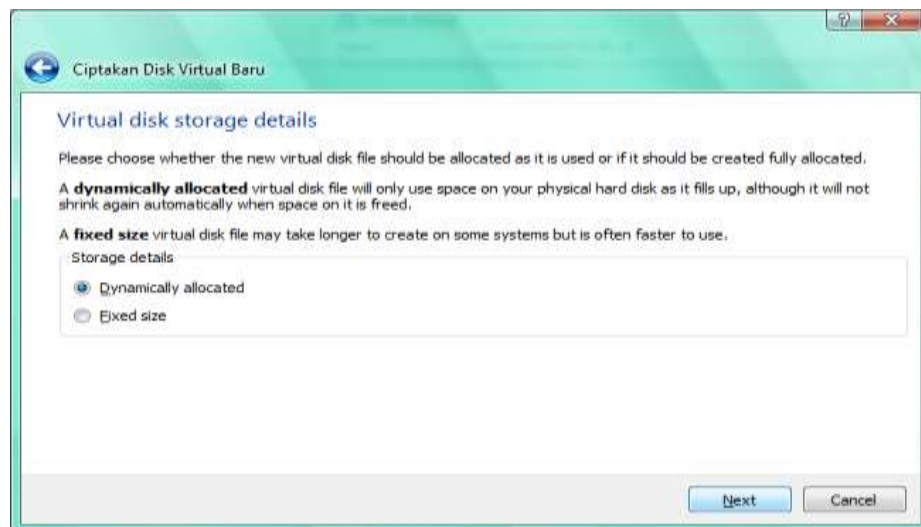 Ciptakan Disk Virtual Baru
Virtual disk storage details
Please choose whether the new virtual disk file should be allocated as it is used or if it should be created fully allocated.
A dynamically allocated virtual disk file will only use space on your physical hard disk as it fills up, although it will not
shrink again automatically when space on it is freed.
A fixed size virtual disk file may take longer to create on some systems but is often faster to use.
Storage details
Dynamically allocated
Fixed size
Next
Cancel